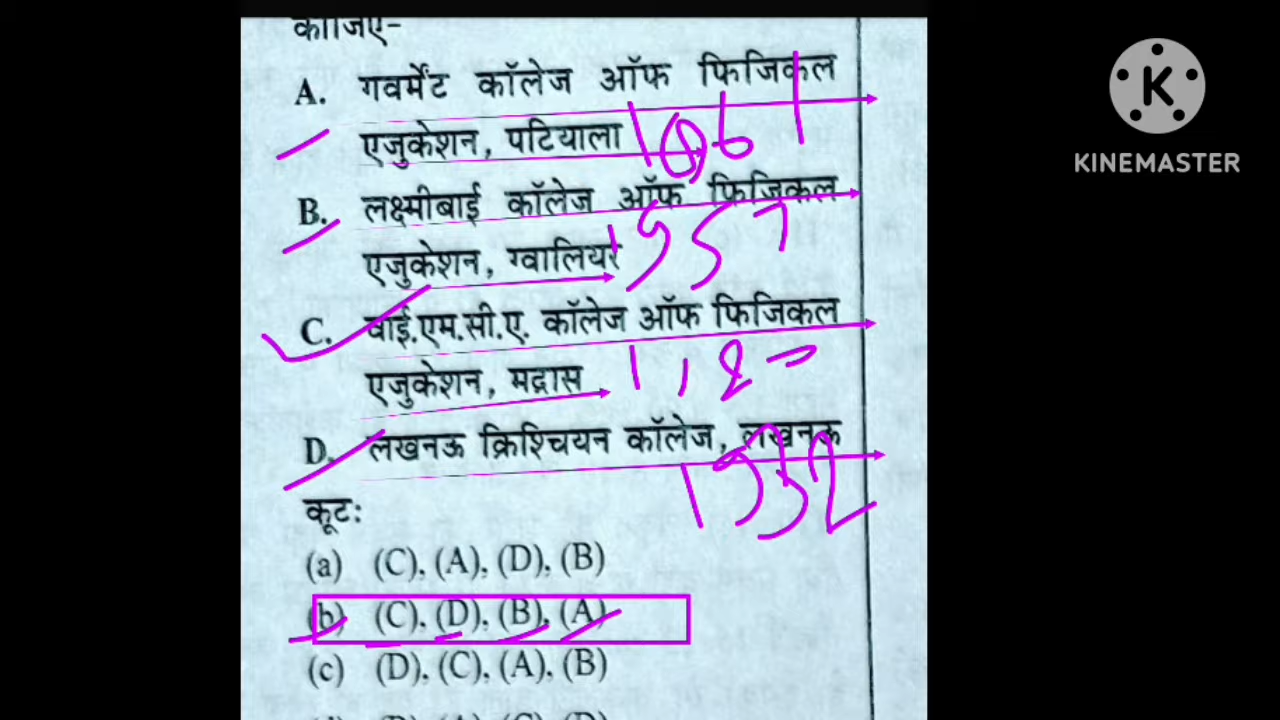 कीजिए-
A. गवर्मेंट कॉलेज ऑफ फिजिकल
एजुकेशन, पटियाला 1961
B. लक्ष्मीबाई कॉलेज ऑफ फिजिकल
एजुकेशन, ग्वालियर 1957
C. वाई.एम.सी.ए. कॉलेज ऑफ फिजिकल
एजुकेशन, मद्रास
D. लखनऊ क्रिश्चियन कॉलेज, लखनऊ
1932
कूटः
(a) (C), (A), (D), (B)
(b) (C), (D), (B), (A)
(c) (D), (C), (A), (B)
K
KINEMASTER